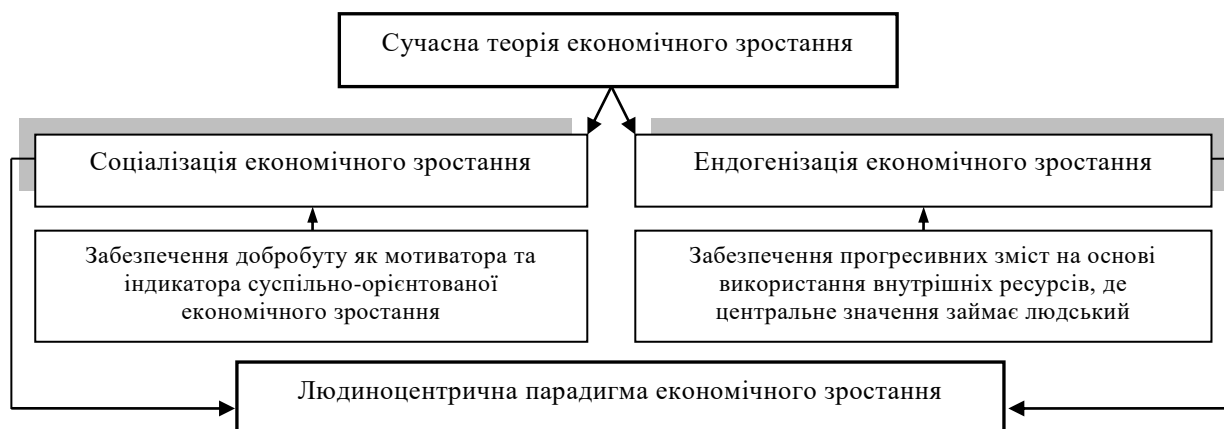 Сучасна теорія економічного зростання
Соціалізація економічного зростання
Ендогенізація економічного зростання
Забезпечення добробуту як мотиватора та
індикатора суспільно-орієнтованої
економічного зростання
Забезпечення прогресивних зміст на основі
використання внутрішніх ресурсів, де
центральне значення займає людський
Людиноцентрична парадигма економічного зростання